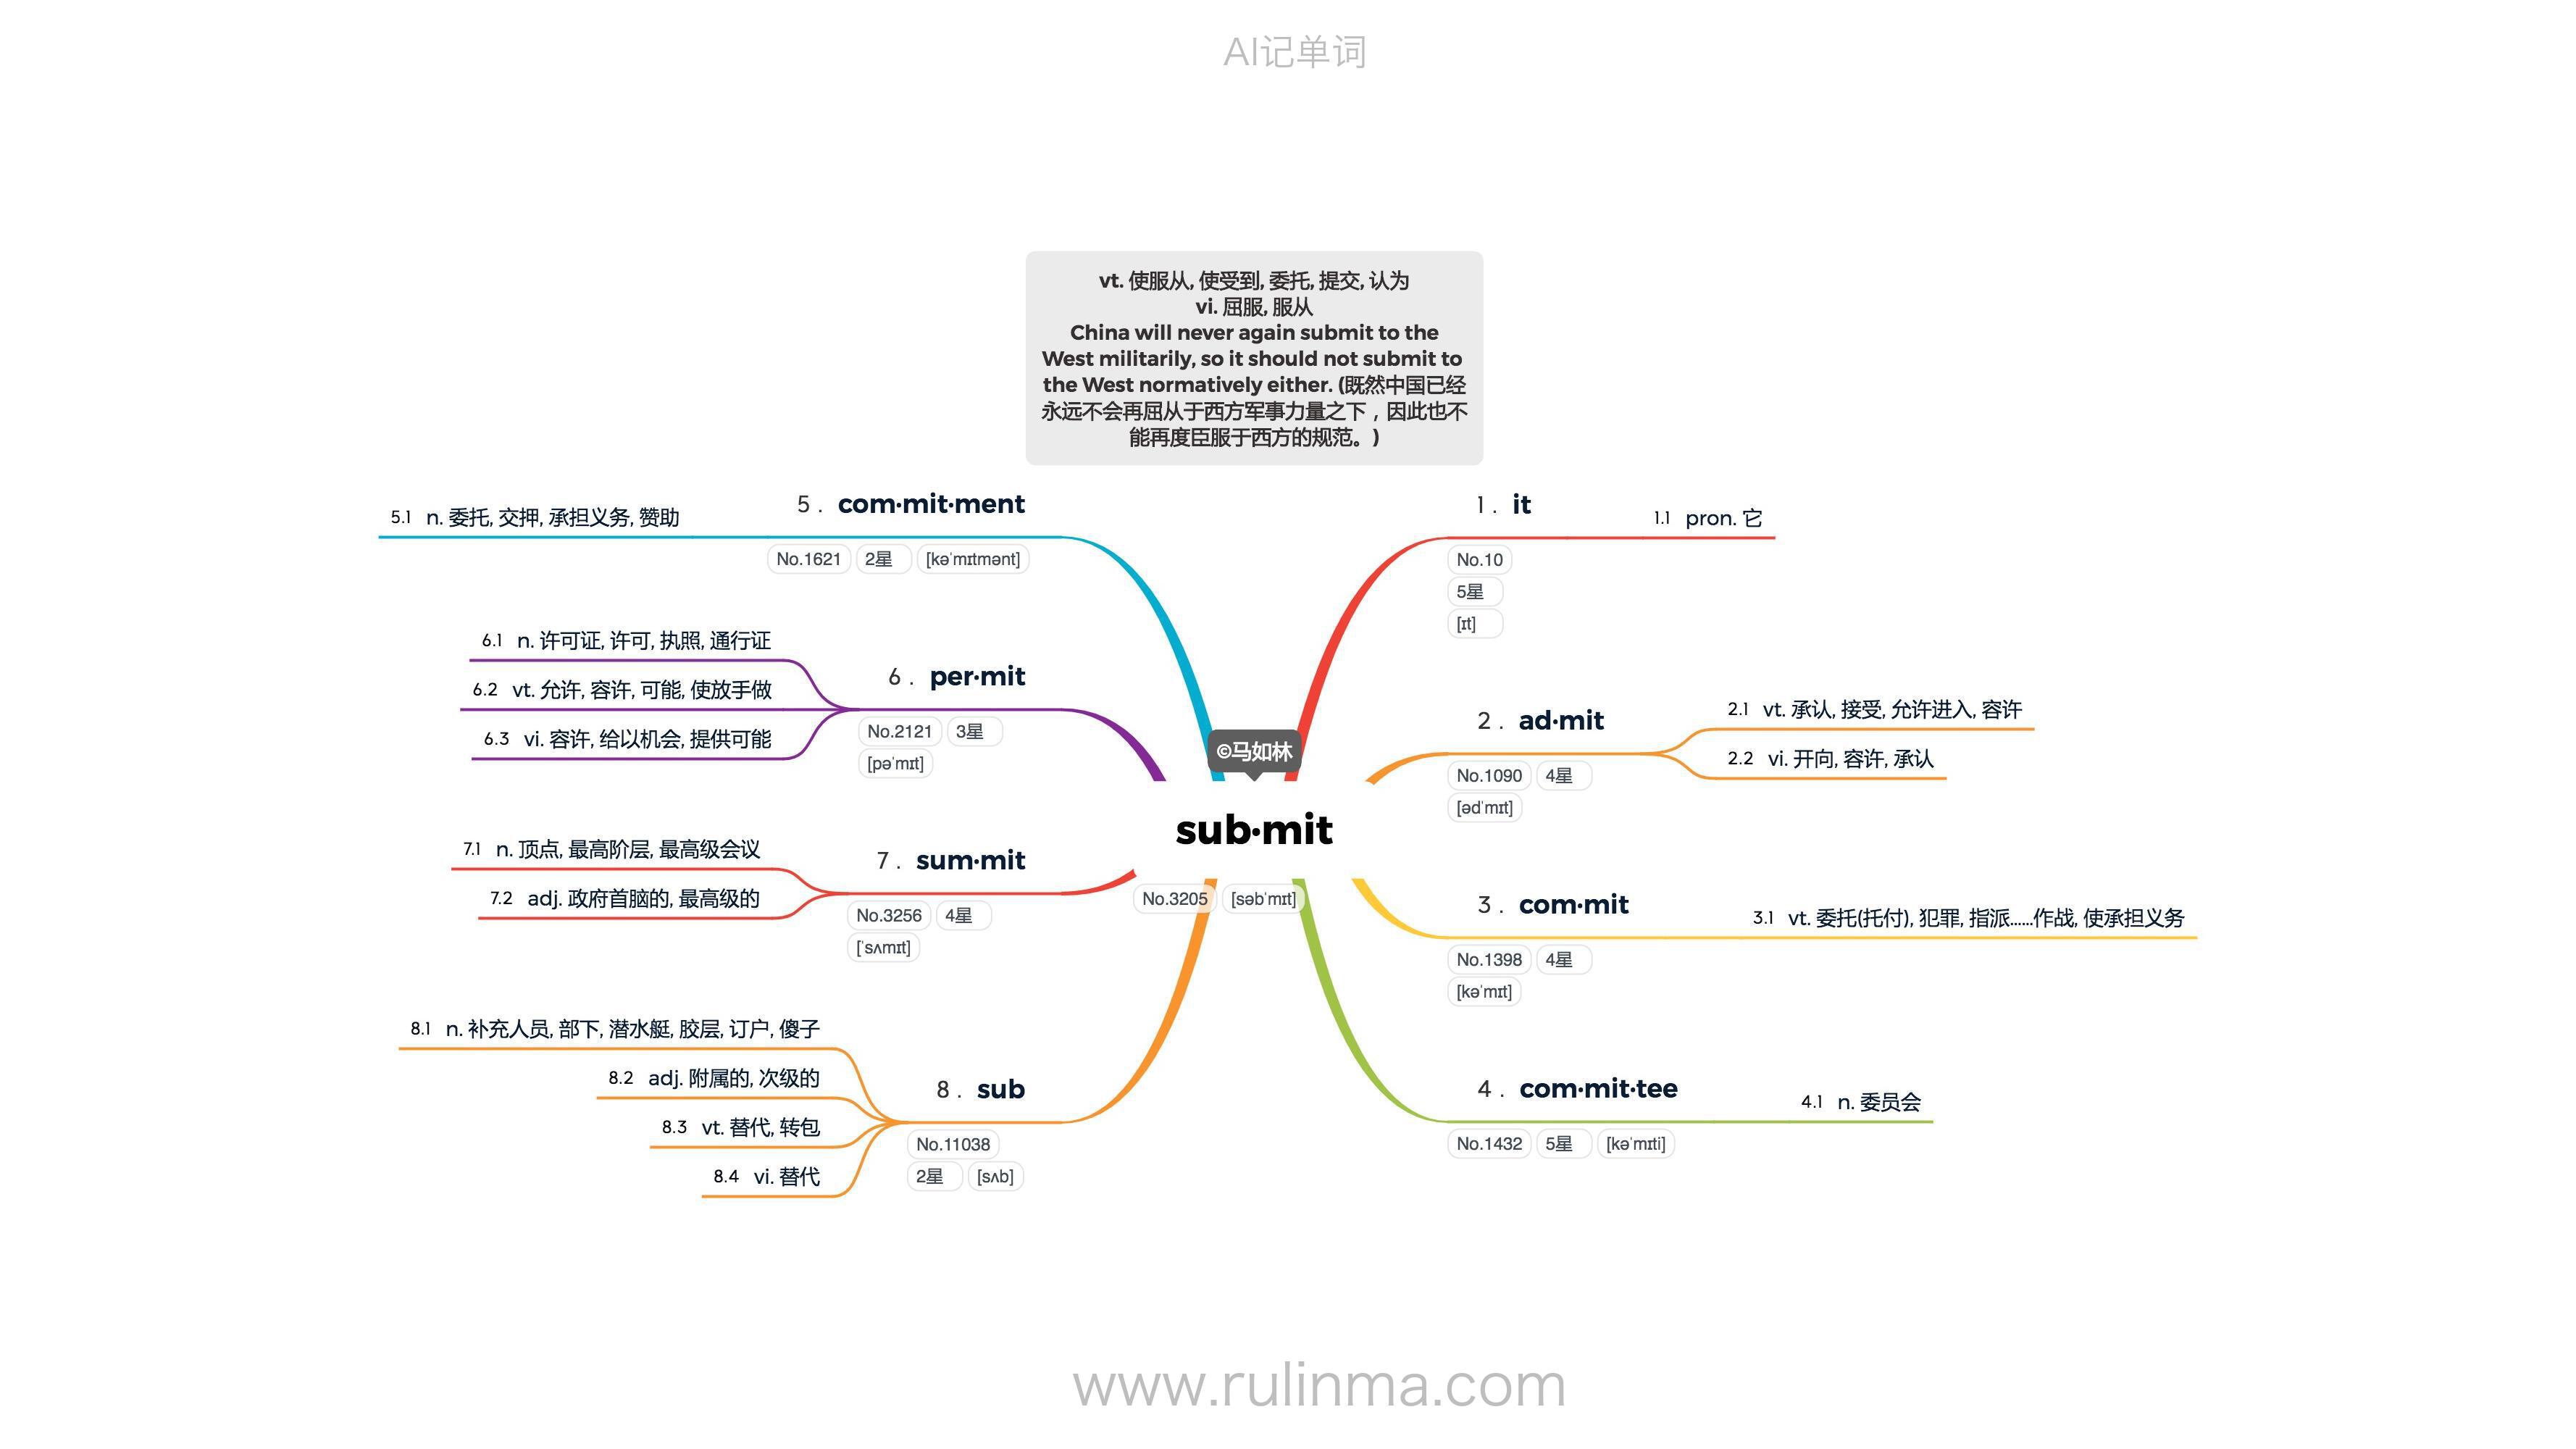 AI记单词
vt. 使服从, 使受到, 委托, 提交, 认为
vi. 屈服, 服从
China will never again submit to the
West militarily, so it should not submit to
the West normatively either. (既然中国已经
永远不会再屈从于西方军事力量之下，因此也不
能再度臣服于西方的规范。)
©马如林
sub·mit
No.3205 [səbˈmɪt]
1 . it
No.10
5星
[ɪt]
1.1 pron. 它
2 . ad·mit
No.1090 4星
[ədˈmɪt]
2.1 vt. 承认, 接受, 允许进入, 容许
2.2 vi. 开向, 容许, 承认
3 . com·mit
No.1398 4星
[kəˈmɪt]
3.1 vt. 委托(托付), 犯罪, 指派……作战, 使承担义务
4 . com·mit·tee
No.1432 5星 [kəˈmɪti]
4.1 n. 委员会
5 . com·mit·ment
No.1621 2星 [kəˈmɪtmənt]
5.1 n. 委托, 交押, 承担义务, 赞助
6 . per·mit
No.2121 3星
[pəˈmɪt]
6.1 n. 许可证, 许可, 执照, 通行证
6.2 vt. 允许, 容许, 可能, 使放手做
6.3 vi. 容许, 给以机会, 提供可能
7 . sum·mit
No.3256 4星
[ˈsʌmɪt]
7.1 n. 顶点, 最高阶层, 最高级会议
7.2 adj. 政府首脑的, 最高级的
8 . sub
No.11038
2星 [sʌb]
8.1 n. 补充人员, 部下, 潜水艇, 胶层, 订户, 傻子
8.2 adj. 附属的, 次级的
8.3 vt. 替代, 转包
8.4 vi. 替代
www.rulinma.com